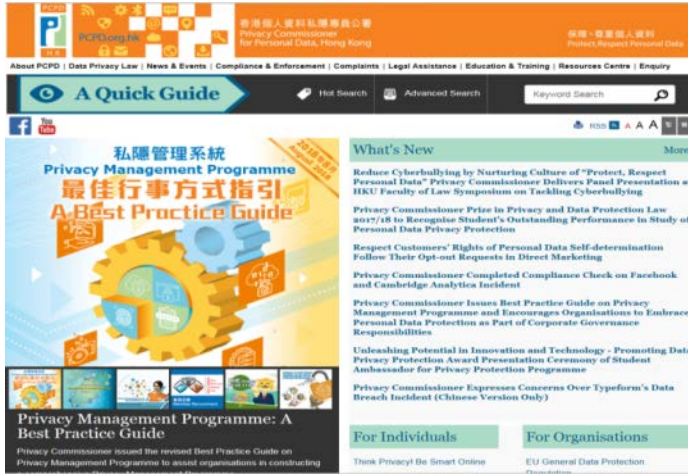 PCPD
PCPD.org.hk
H K
香港個人資料私隱專員公署
Privacy Commissioner
for Personal Data, Hong Kong
保障、尊重個人資料
Protect, Respect Personal Data
About PCPD | Data Privacy Law | News & Events | Compliance & Enforcement | Complaints | Legal Assistance | Education & Training | Resources Centre | Enquiry
A Quick Guide
Hot Search
Advanced Search
Keyword Search
f
You
Tube
RSS
A A A
私隱管理系統
Privacy Management Programme
最佳行事方式指引
A Best Practice Guide
2018年8月
August 2018
Privacy Management Programme: A
Best Practice Guide
Privacy Commissioner issued the revised Best Practice Guide on
Privacy Management Programme to assist organisations in constructing
What's New
More
Reduce Cyberbullying by Nurturing Culture of "Protect, Respect
Personal Data" Privacy Commissioner Delivers Panel Presentation a
HKU Faculty of Law Symposium on Tackling Cyberbullying
Privacy Commissioner Prize in Privacy and Data Protection Law
2017/18 to Recognise Student's Outstanding Performance in Study of
Personal Data Privacy Protection
Respect Customers' Rights of Personal Data Self-determination
Follow Their Opt-out Requests in Direct Marketing
Privacy Commissioner Completed Compliance Check on Facebook
and Cambridge Analytica Incident
Privacy Commissioner Issues Best Practice Guide on Privacy
Management Programme and Encourages Organisations to Embrace
Personal Data Protection as Part of Corporate Governance
Responsibilities
Unleashing Potential in Innovation and Technology - Promoting Data
Privacy Protection Award Presentation Ceremony of Student
Ambassador for Privacy Protection Programme
Privacy Commissioner Expresses Concerns Over Typeform's Data
Breach Incident (Chinese Version Only)
For Individuals
Think Privacy! Be Smart Online
For Organisations
EU General Data Protection